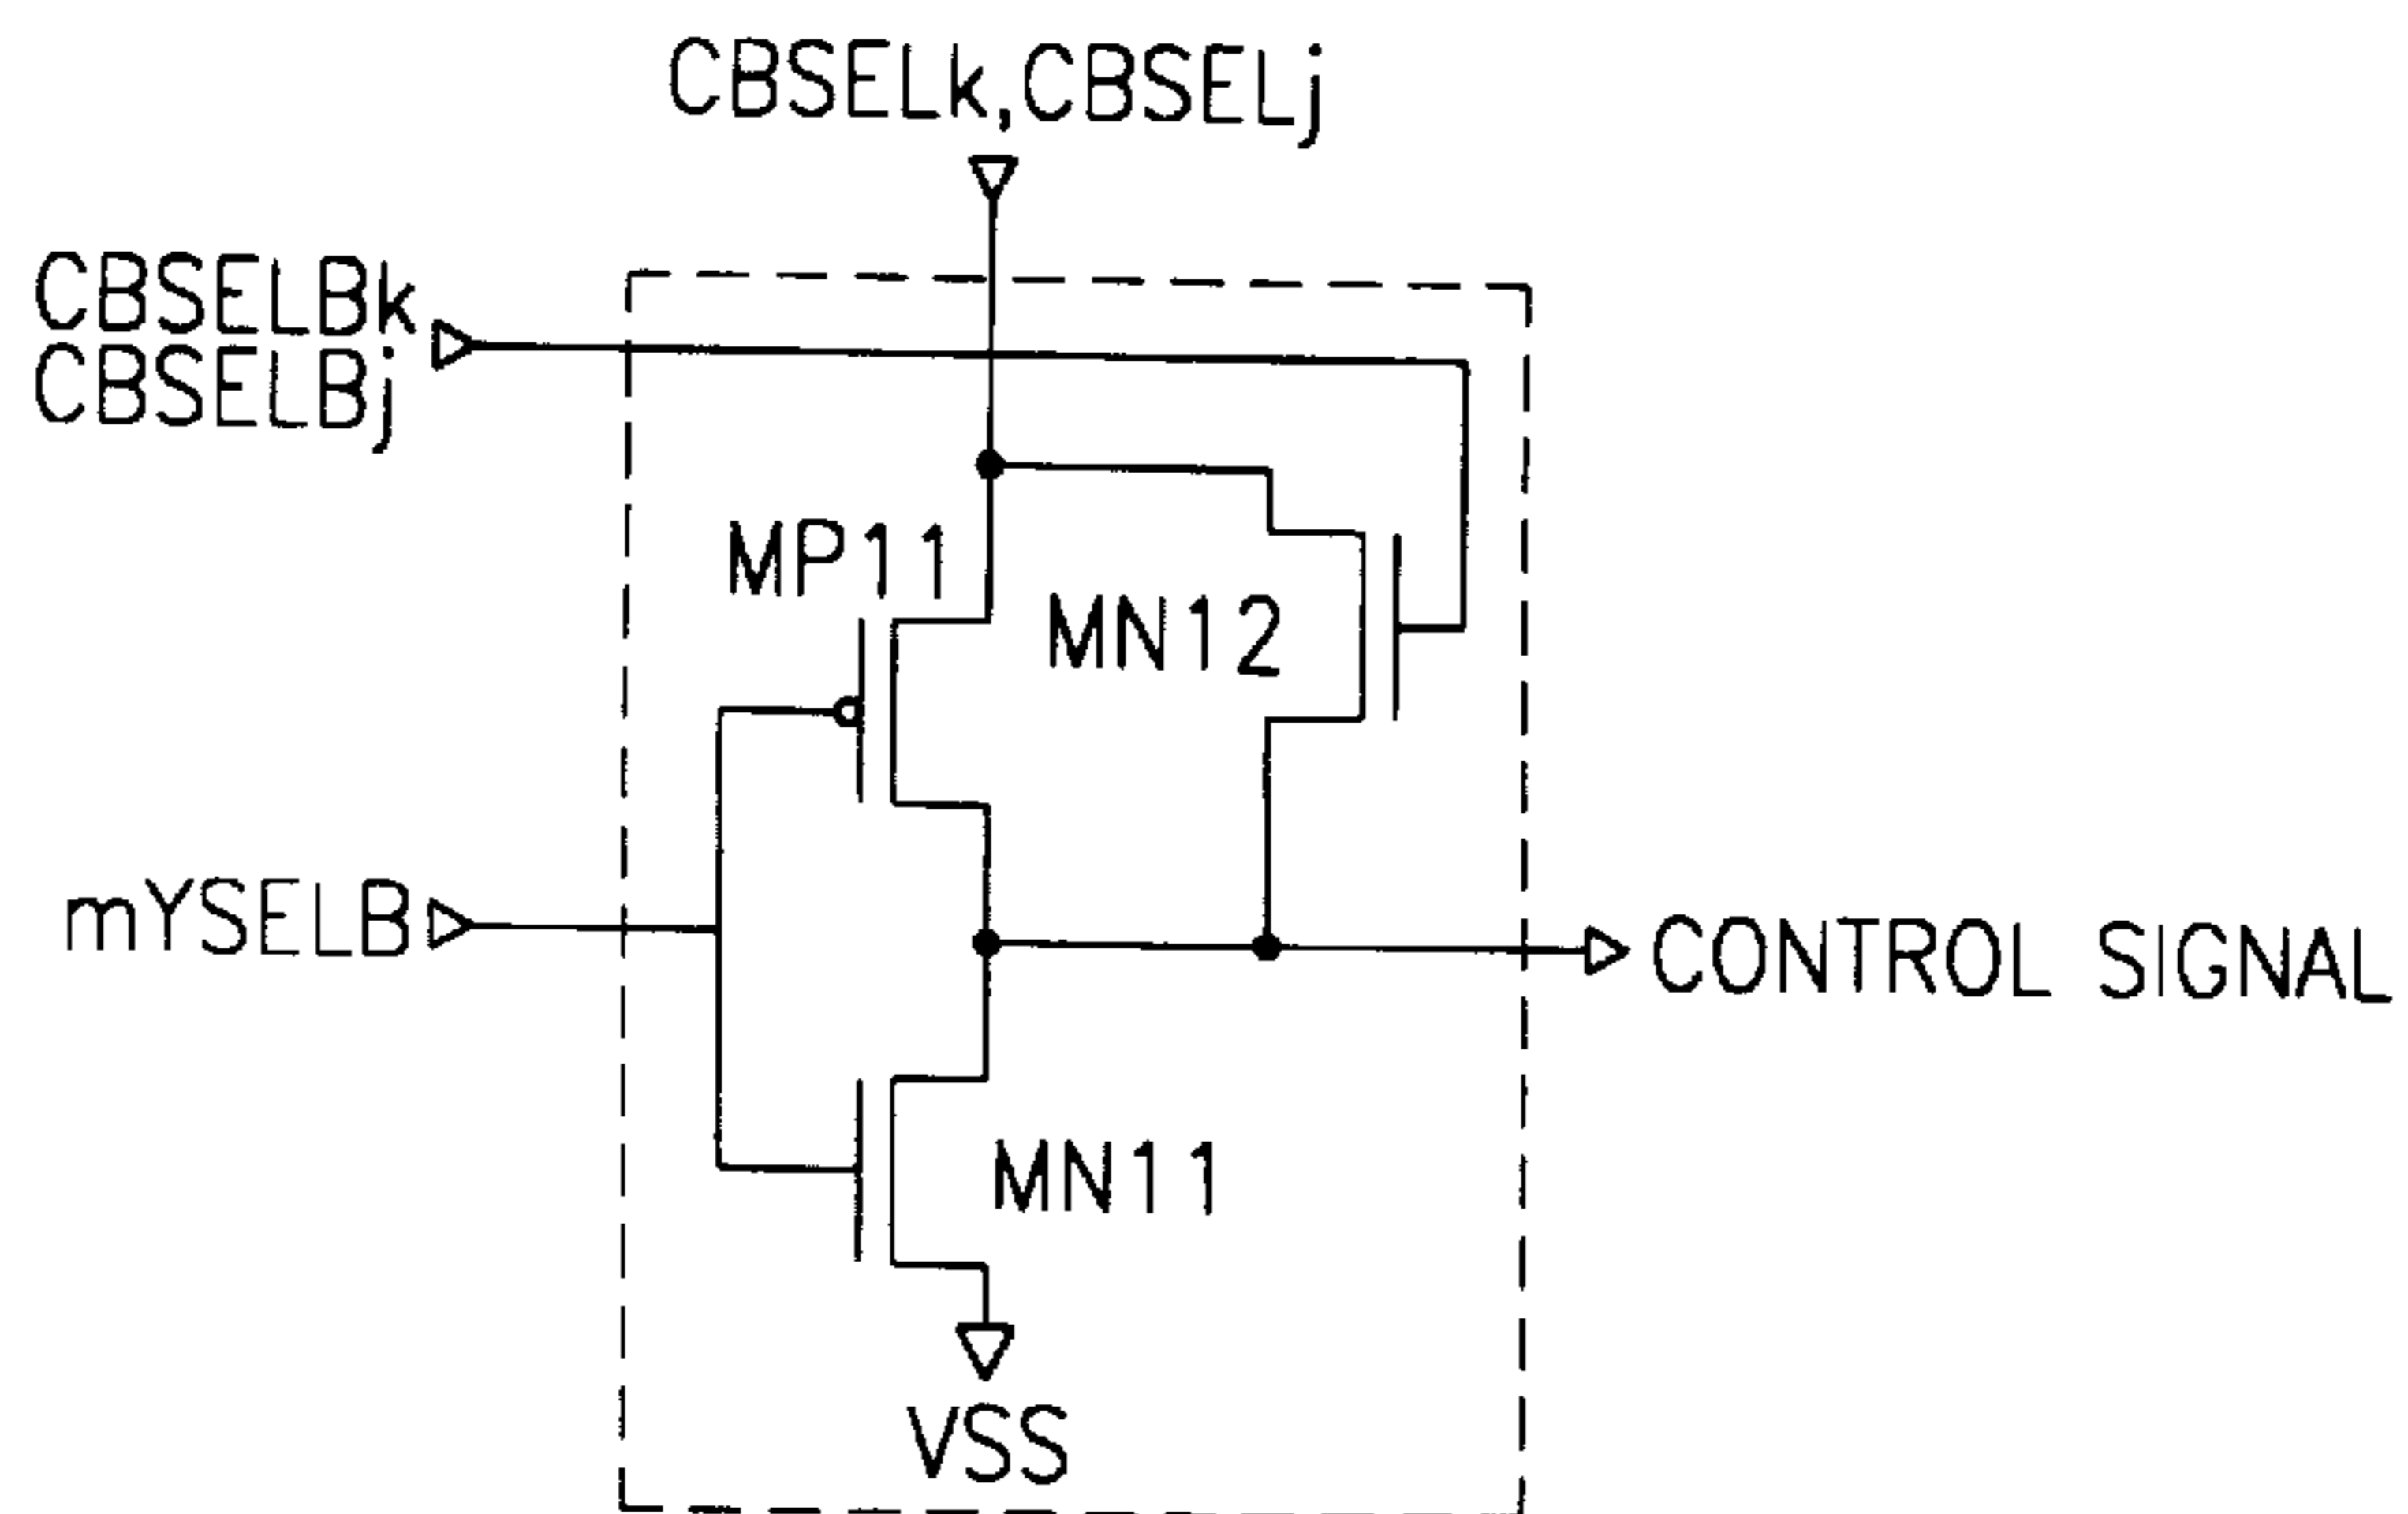 CBSELk,CBSELj
CBSELBk
CBSELBj
MP11
MN12
mYSELB
CONTROL SIGNAL
MN11
VSS